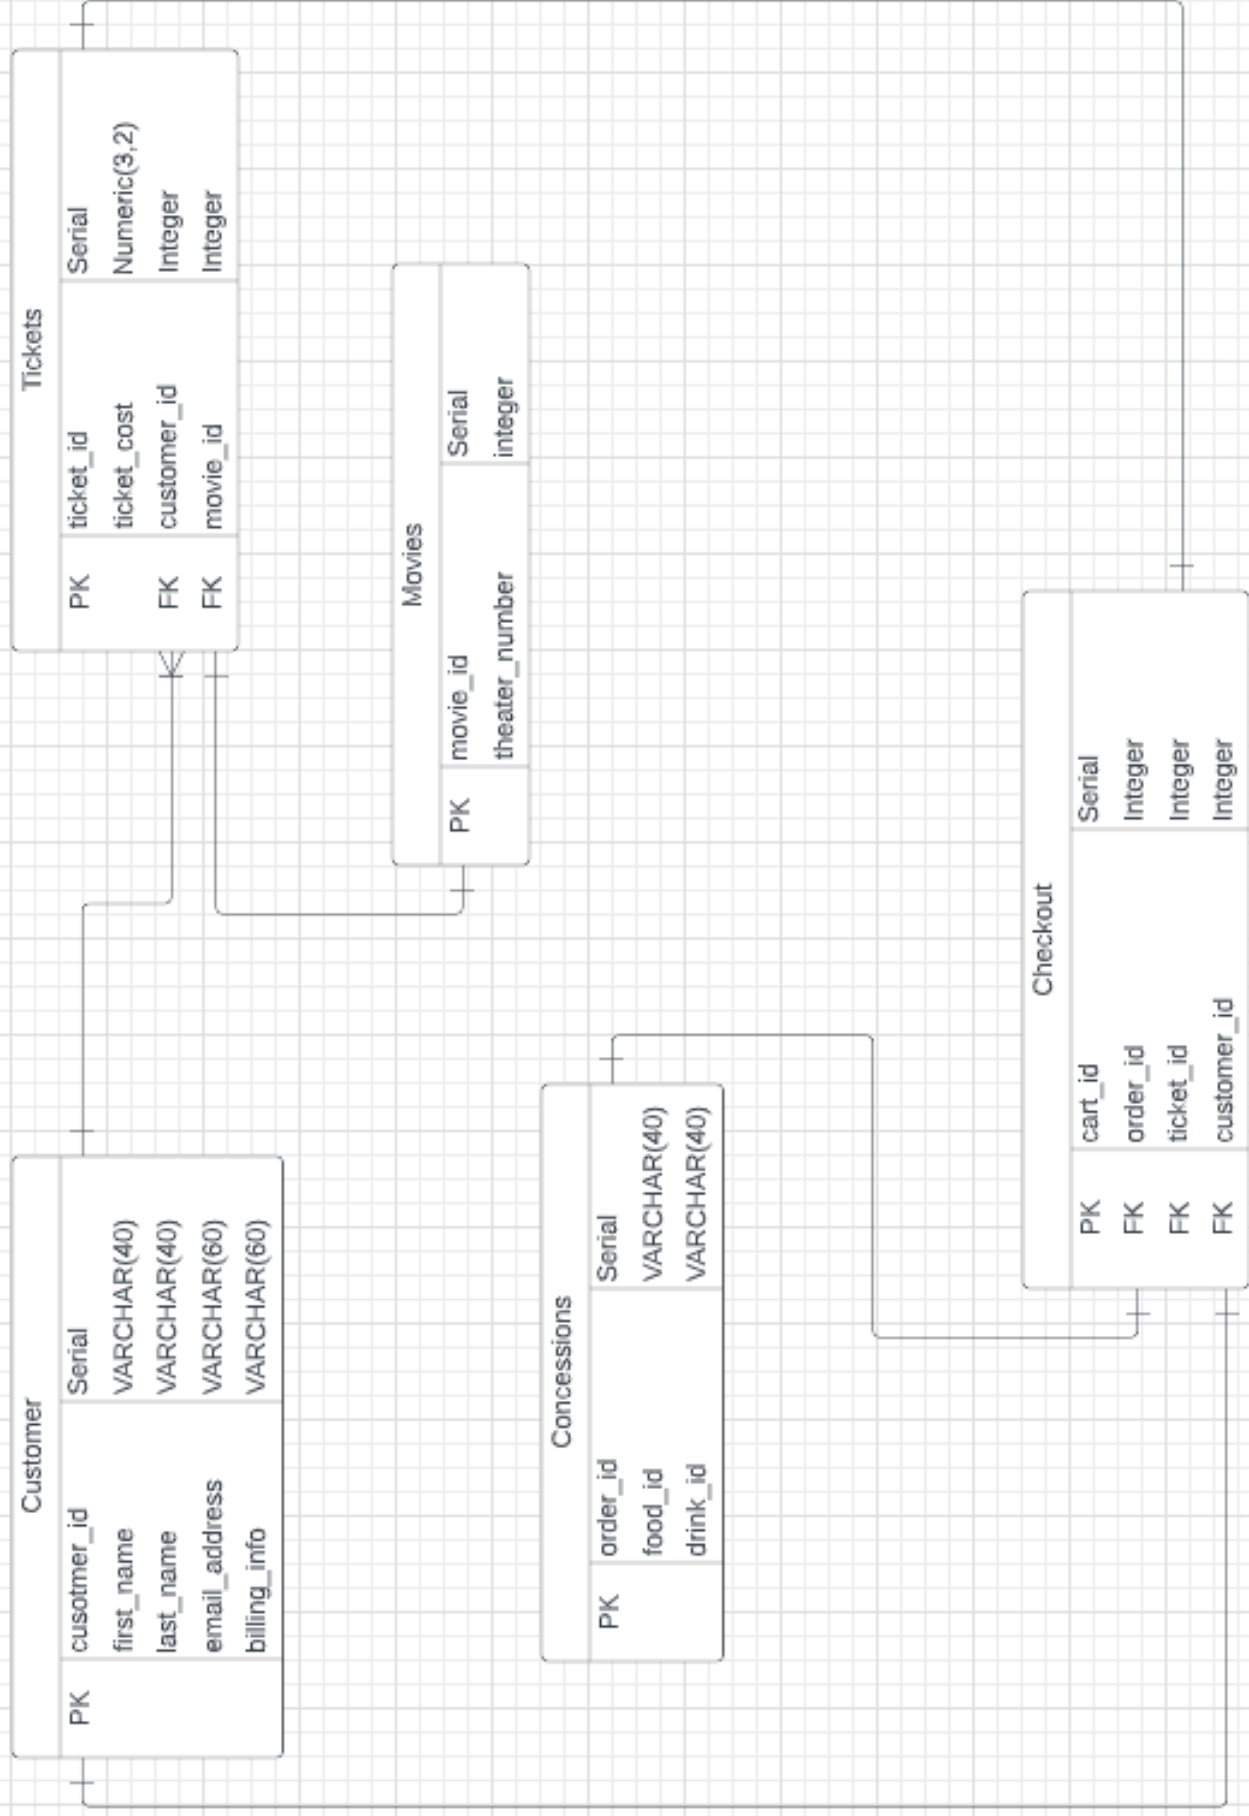 Customer
PK cusotmer_id Serial
first_name VARCHAR(40)
last_name VARCHAR(40)
email_address VARCHAR(60)
billing_info VARCHAR(60)
Tickets
PK ticket_id Serial
ticket_cost Numeric(3,2)
FK customer_id Integer
FK movie_id Integer
Movies
PK movie_id Serial
theater_number integer
Concessions
PK order_id Serial
food_id VARCHAR(40)
drink_id VARCHAR(40)
Checkout
PK cart_id Serial
FK order_id Integer
FK ticket_id Integer
FK customer_id Integer